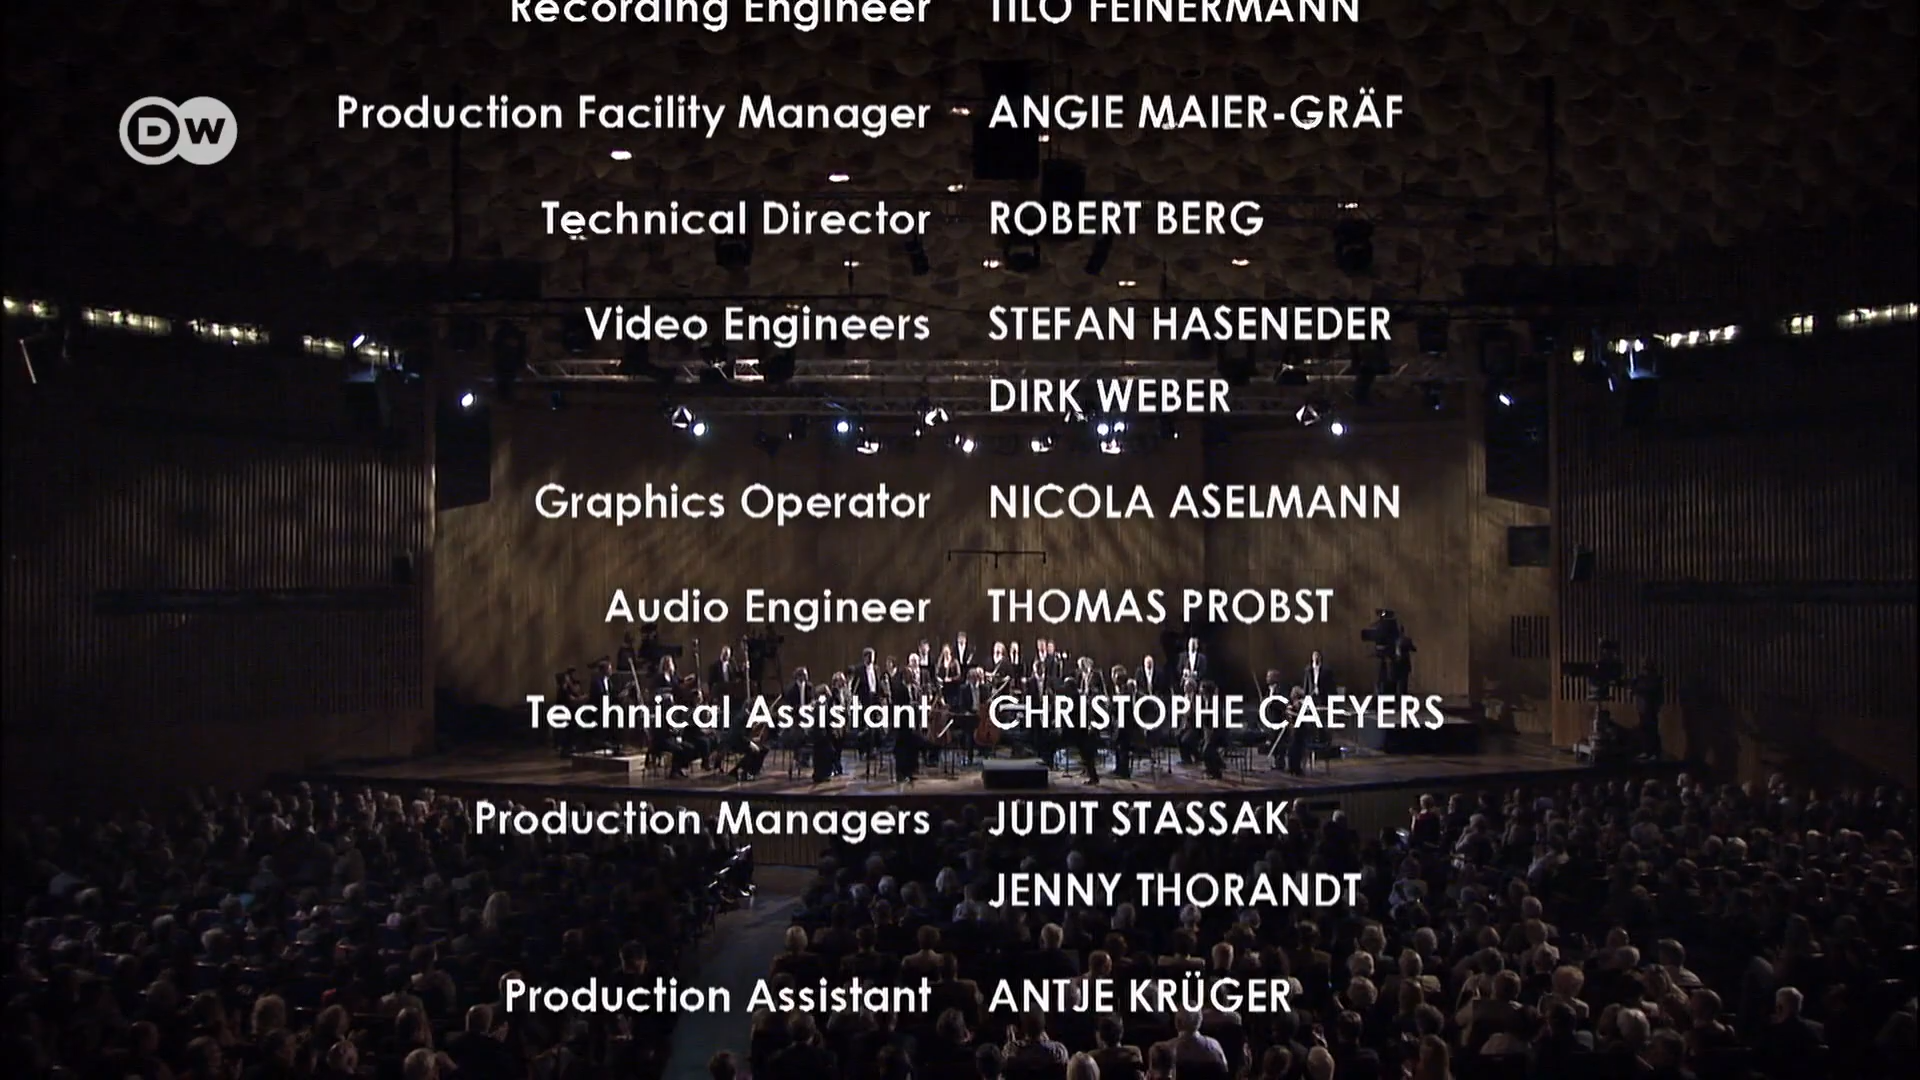 Recording Engineer TILO FEINERMANN
DW
Production Facility Manager ANGIE MAIER-GRÄF
Technical Director ROBERT BERG
Video Engineers STEFAN HASENEDER
DIRK WEBER
Graphics Operator NICOLA ASELMANN
Audio Engineer THOMAS PROBST
Technical Assistant CHRISTOPHE CAEYERS
Production Managers JUDIT STASSAK
JENNY THORANDT
Production Assistant ANTJE KRÜGER